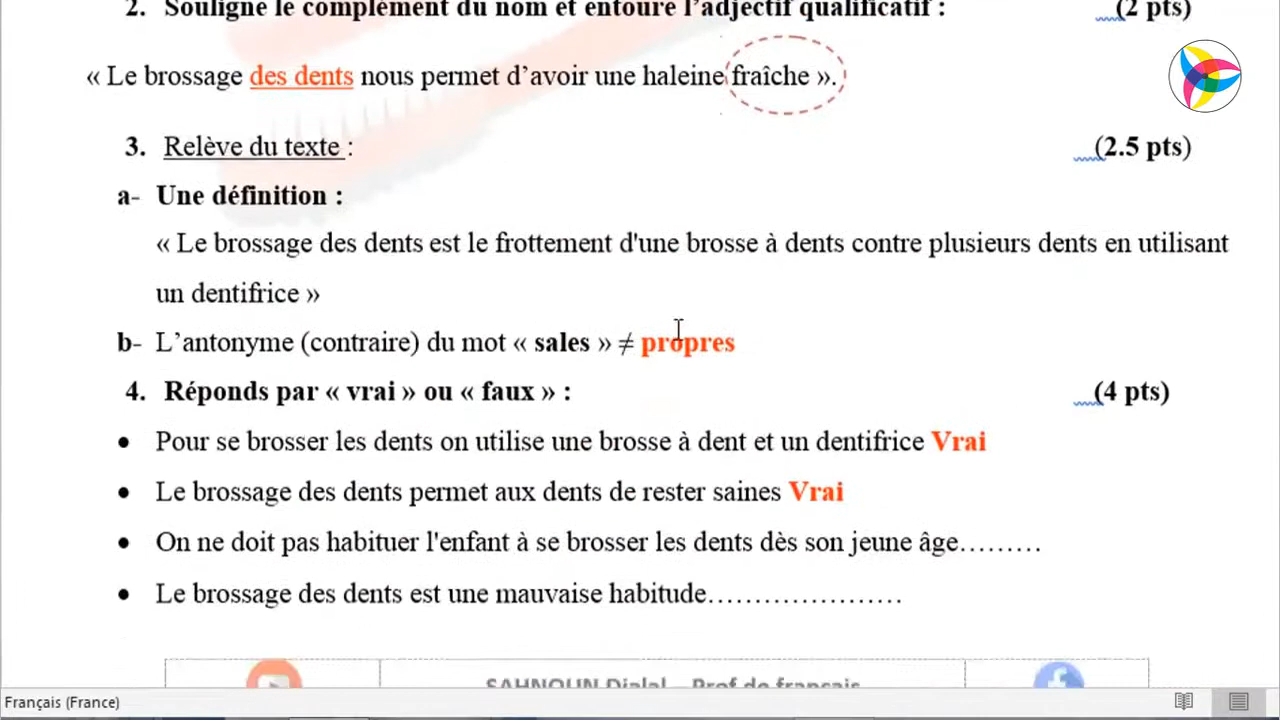 2. Souligne le complément du nom et entoure l’adjectif qualificatif : (2 pts)
« Le brossage des dents nous permet d’avoir une haleine fraîche ».
3. Relève du texte : (2.5 pts)
a- Une définition :
« Le brossage des dents est le frottement d'une brosse à dents contre plusieurs dents en utilisant
un dentifrice »
b- L’antonyme (contraire) du mot « sales » ≠ propres
4. Réponds par « vrai » ou « faux » : (4 pts)
• Pour se brosser les dents on utilise une brosse à dent et un dentifrice Vrai
• Le brossage des dents permet aux dents de rester saines Vrai
• On ne doit pas habituer l'enfant à se brosser les dents dès son jeune âge………
• Le brossage des dents est une mauvaise habitude…………………
SAHNOUN Djalal – Prof de français
Français (France)